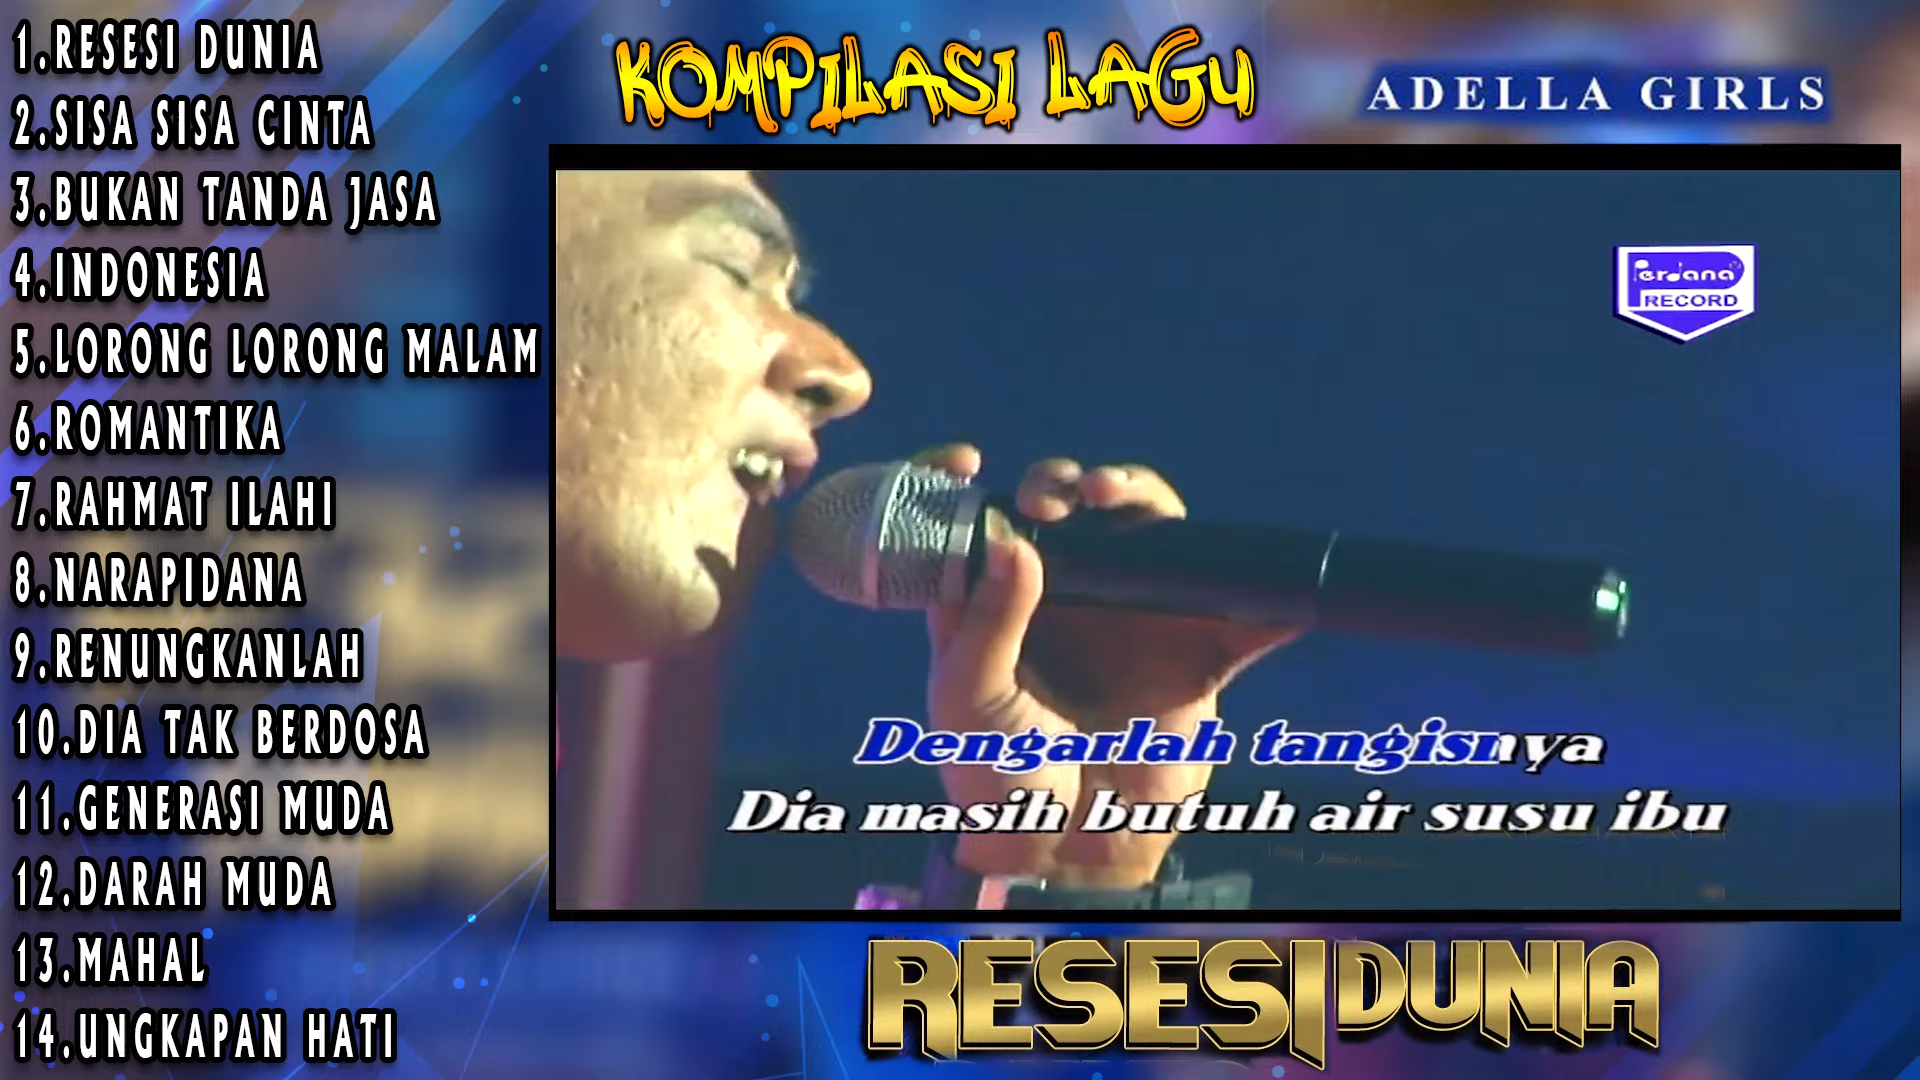 1.RESESI DUNIA
2.SISA SISA CINTA
3.BUKAN TANDA JASA
4.INDONESIA
5.LORONG LORONG MALAM
6.ROMANTIKA
7.RAHMAT ILAHI
8.NARAPIDANA
9.RENUNGKANLAH
10.DIA TAK BERDOSA
11.GENERASI MUDA
12.DARAH MUDA
13.MAHAL
14.UNGKAPAN HATI
KOMPILASI LAGU
ADELLA GIRLS
Perdana
RECORD
Dengarlah tangisnya
Dia masih butuh air susu ibu
RESESI DUNIA